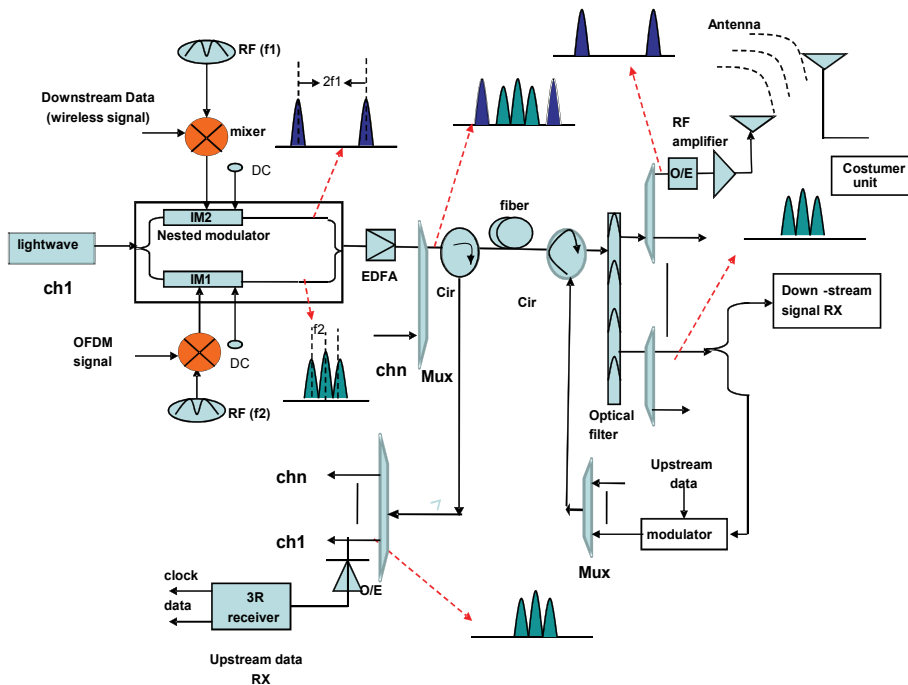 RF (f1)
Downstream Data
(wireless signal)
mixer
2f1
DC
IM2
Nested modulator
lightwave
ch1
IM1
EDFA
OFDM
signal
DC
RF (f2)
f2
chn
Mux
Cir
fiber
Cir
Antenna
RF
amplifier
O/E
Costumer
unit
Down -stream
signal RX
Optical
filter
Upstream
data
modulator
Mux
chn
ch1
O/E
clock
data
3R
receiver
Upstream data
RX